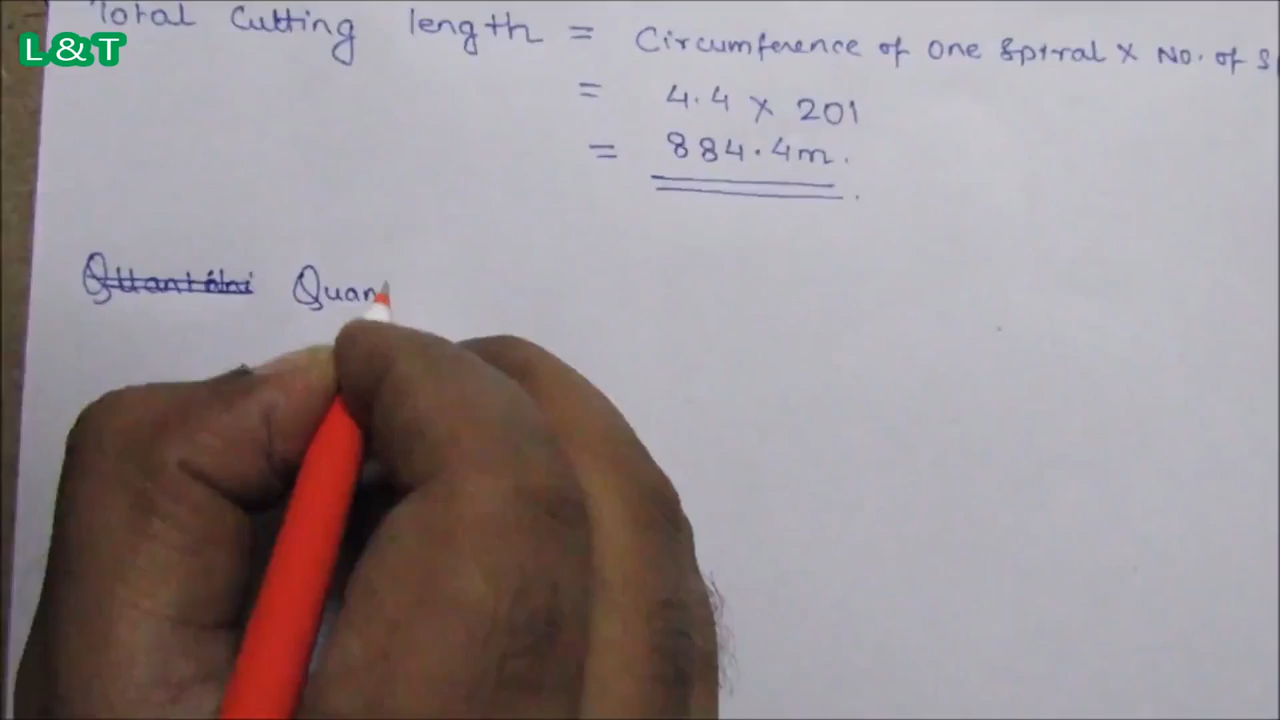 L & T
Total Cutting length = Circumference of one spiral × No. of S
= 4.4 × 201
= 884.4m.
Quan